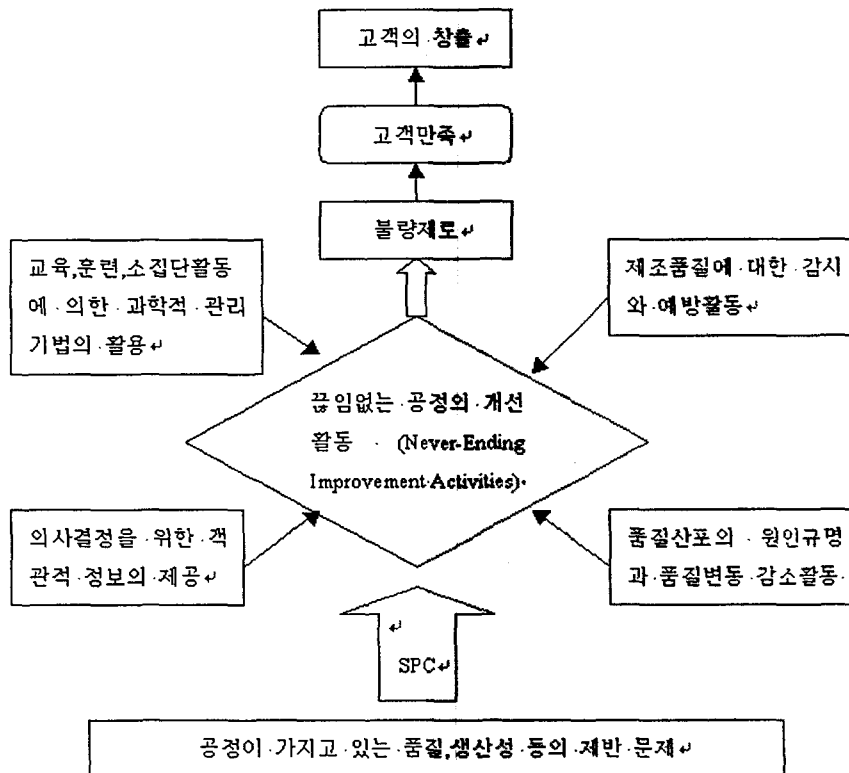 고객의 창출
고객만족
불량제로
교육,훈련,소집단활동
에 의한 과학적 관리
기법의 활용
제조품질에 대한 감시
와 예방활동
끊임없는 공정의 개선
활동 (Never-Ending
Improvement Activities)
의사결정을 위한 객
관적 정보의 제공
품질산포의 원인규명
과 품질변동 감소활동
SPC
공정이 가지고 있는 품질,생산성 등의 제반 문제